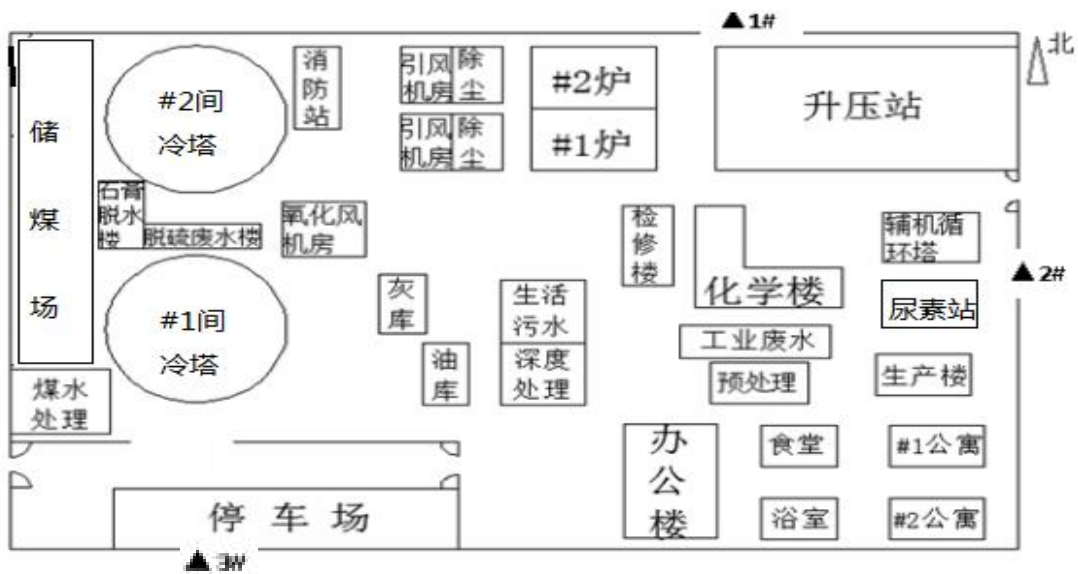 ▲1#
北
储
煤
场
#2间
冷塔
消
防
站
引风
机房
除
尘
引风
机房
除
尘
#2炉
#1炉
升压站
石膏
脱水
楼
脱硫废水楼
氧化风
机房
检
修
楼
化学楼
辅机循
环塔
▲2#
尿素站
#1间
冷塔
灰
库
油
库
生活
污水
深度
处理
工业废水
预处理
生产楼
煤水
处理
办
公
楼
食堂
#1公寓
浴室
#2公寓
停车场
▲3#